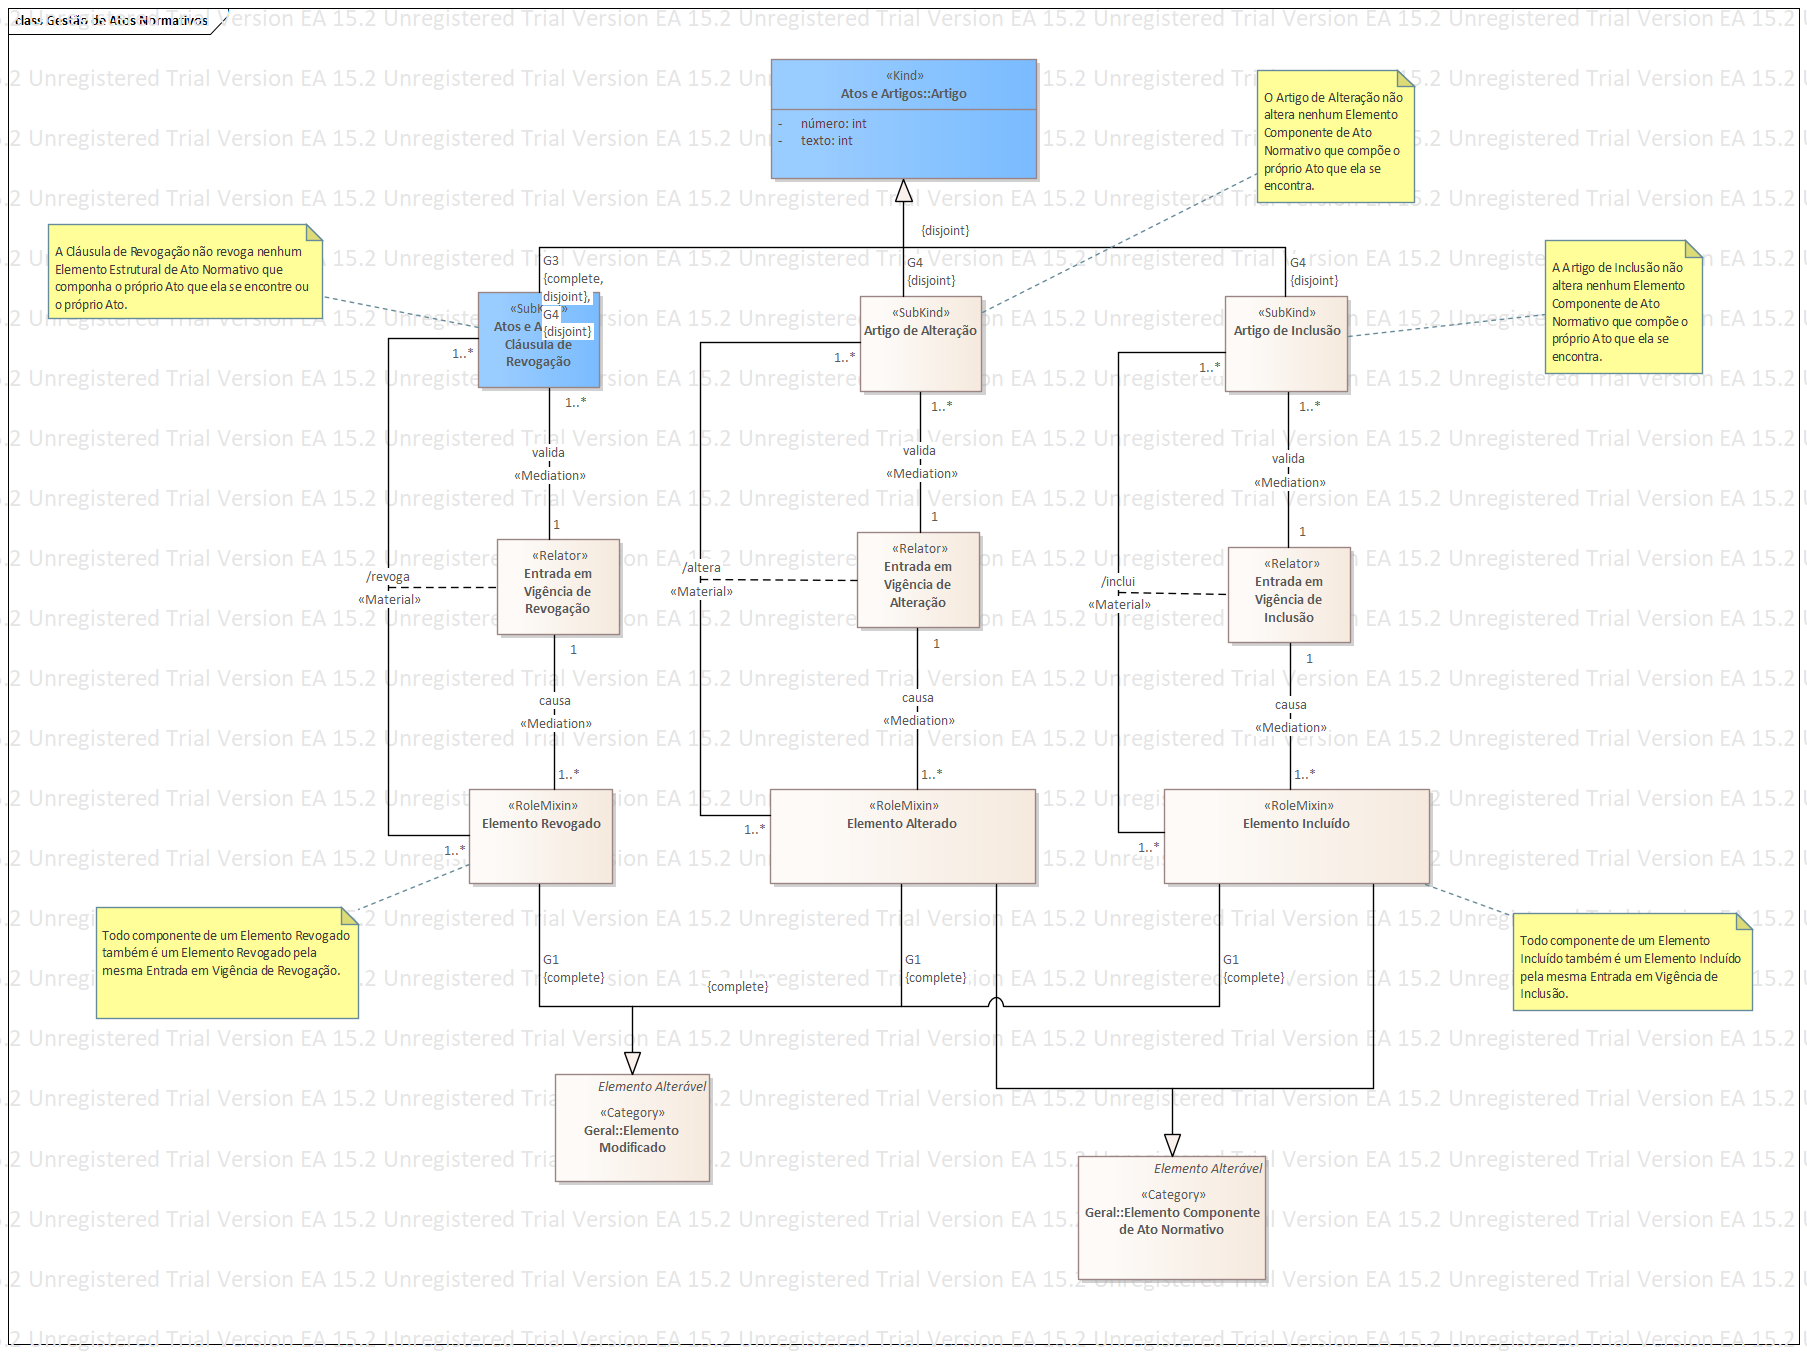 class Gestão de Atos Normativos
«Kind»
Atos e Artigos::Artigo
- número: int
- texto: int
O Artigo de Alteração não
altera nenhum Elemento
Componente de Ato
Normativo que compõe o
próprio Ato que ela se
encontra.
{disjoint}
A Cláusula de Revogação não revoga nenhum
Elemento Estrutural de Ato Normativo que
componha o próprio Ato que ela se encontre ou
o próprio Ato.
A Artigo de Inclusão não
altera nenhum Elemento
Componente de Ato
Normativo que compõe o
próprio Ato que ela se
encontra.
G3
{complete,
disjoint},
G4
{disjoint}
G4
{disjoint}
G4
{disjoint}
Atos e A
Cláusula de
Revogação
«SubKind»
Artigo de Alteração
«SubKind»
Artigo de Inclusão
1..*
1..*
1..*
1..*
1..*
1..*
valida
«Mediation»
valida
«Mediation»
valida
«Mediation»
1
1
1
/revoga
«Material»
«Relator»
Entrada em
Vigência de
Revogação
/altera
«Material»
«Relator»
Entrada em
Vigência de
Alteração
/inclui
«Material»
«Relator»
Entrada em
Vigência de
Inclusão
1
1
1
causa
«Mediation»
causa
«Mediation»
causa
«Mediation»
1..*
1..*
1..*
«RoleMixin»
Elemento Revogado
«RoleMixin»
Elemento Alterado
«RoleMixin»
Elemento Incluído
1..*
1..*
1..*
Todo componente de um Elemento Revogado
também é um Elemento Revogado pela
mesma Entrada em Vigência de Revogação.
Todo componente de um Elemento
Incluído também é um Elemento Incluído
pela mesma Entrada em Vigência de
Inclusão.
G1
{complete}
{complete}
G1
{complete}
G1
{complete}
Elemento Alterável
«Category»
Geral::Elemento
Modificado
Elemento Alterável
«Category»
Geral::Elemento Componente
de Ato Normativo